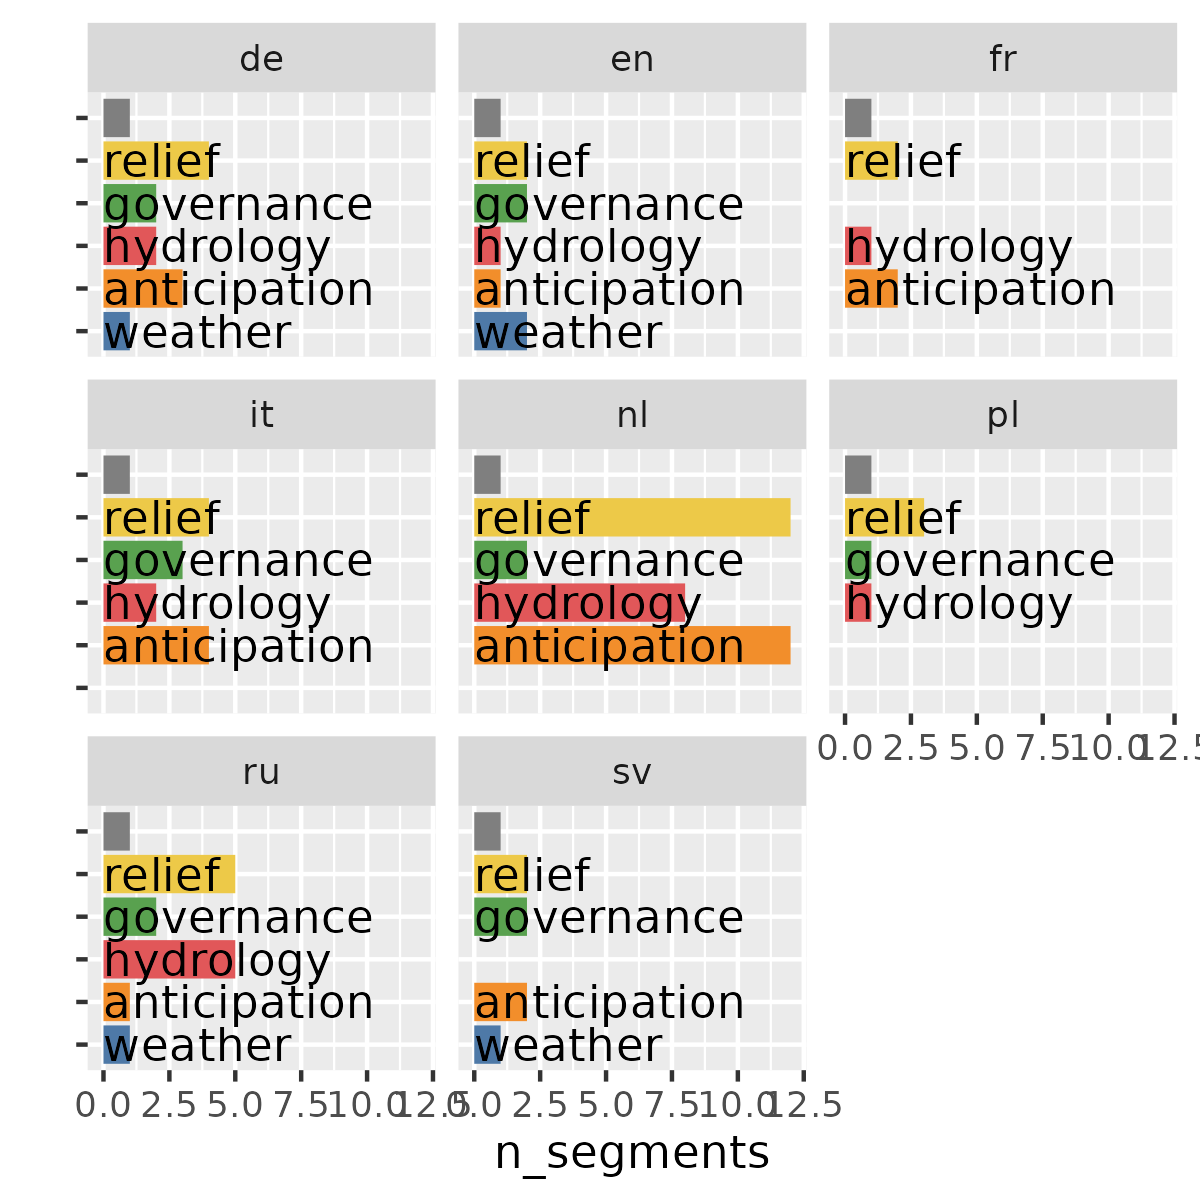 de
relief
governance
hydrology
anticipation
weather
en
relief
governance
hydrology
anticipation
weather
fr
relief
hydrology
anticipation
it
relief
governance
hydrology
anticipation
nl
relief
governance
hydrology
anticipation
pl
relief
governance
hydrology
0.0 2.5 5.0 7.5 10.0 12.5
ru
relief
governance
hydrology
anticipation
weather
0.0 2.5 5.0 7.5 10.0 12.5
sv
relief
governance
anticipation
weather
0.0 2.5 5.0 7.5 10.0 12.5
n_segments